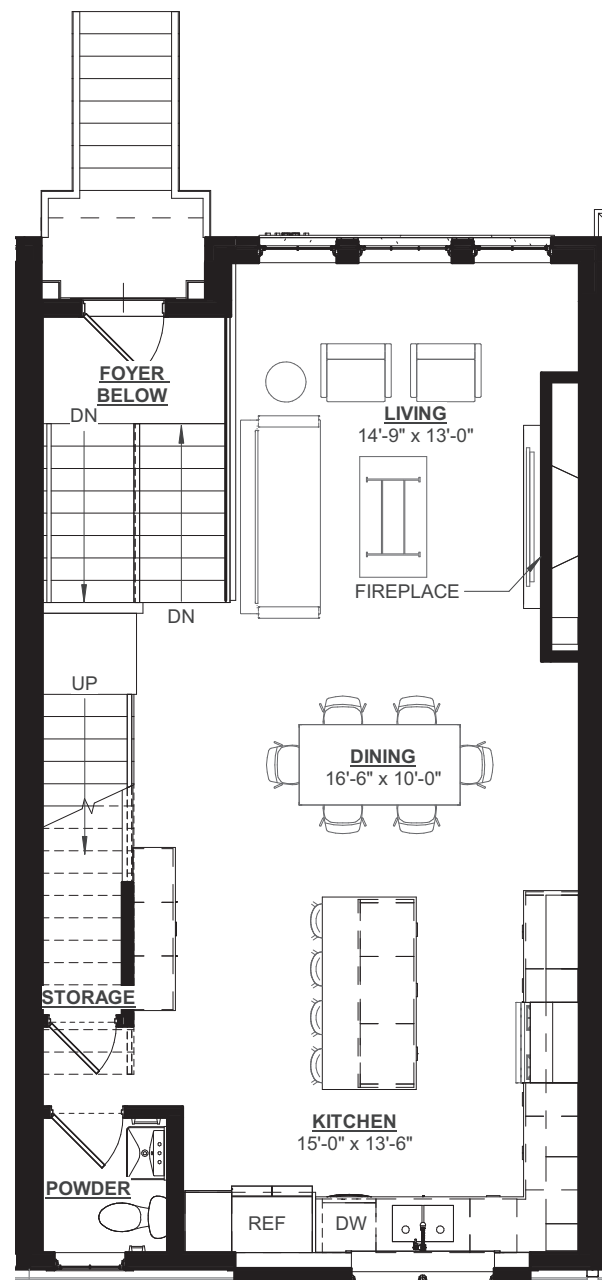 FOYER
BELOW
DN
LIVING
14'-9" x 13'-0"
FIREPLACE
DN
UP
DINING
16'-6" x 10'-0"
STORAGE
KITCHEN
15'-0" x 13'-6"
POWDER
REF
DW